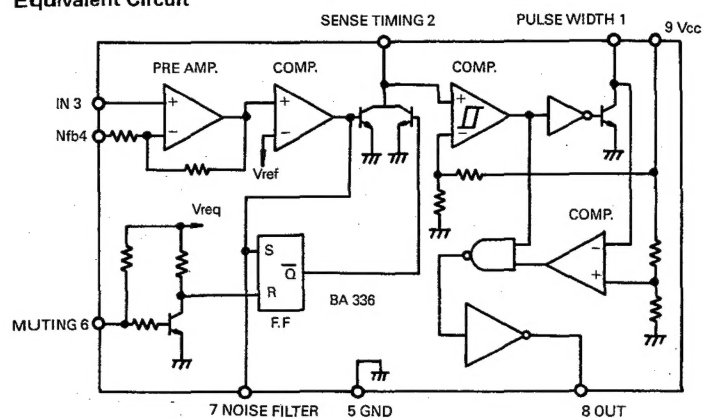 Equivalent Circuit
SENSE TIMING 2
PULSE WIDTH 1
9 Vcc
PRE AMP.
COMP.
COMP.
IN 3
Nfb4
+
−
+
−
+
−
Vref
Vreq
COMP.
S
Q
R
−
+
BA 336
F.F
MUTING 6
7 NOISE FILTER
5 GND
8 OUT